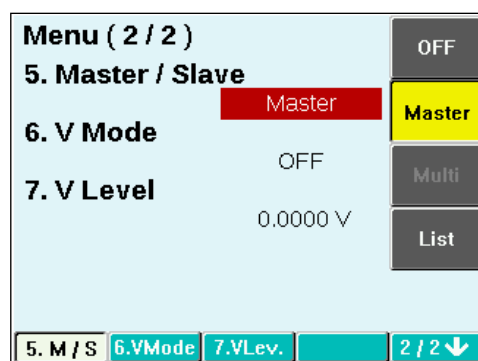 Menu ( 2 / 2 )
5. Master / Slave
Master
6. V Mode
OFF
7. V Level
0.0000 V
OFF
Master
Multi
List
5. M / S 6.VMode 7.VLev. 2 / 2